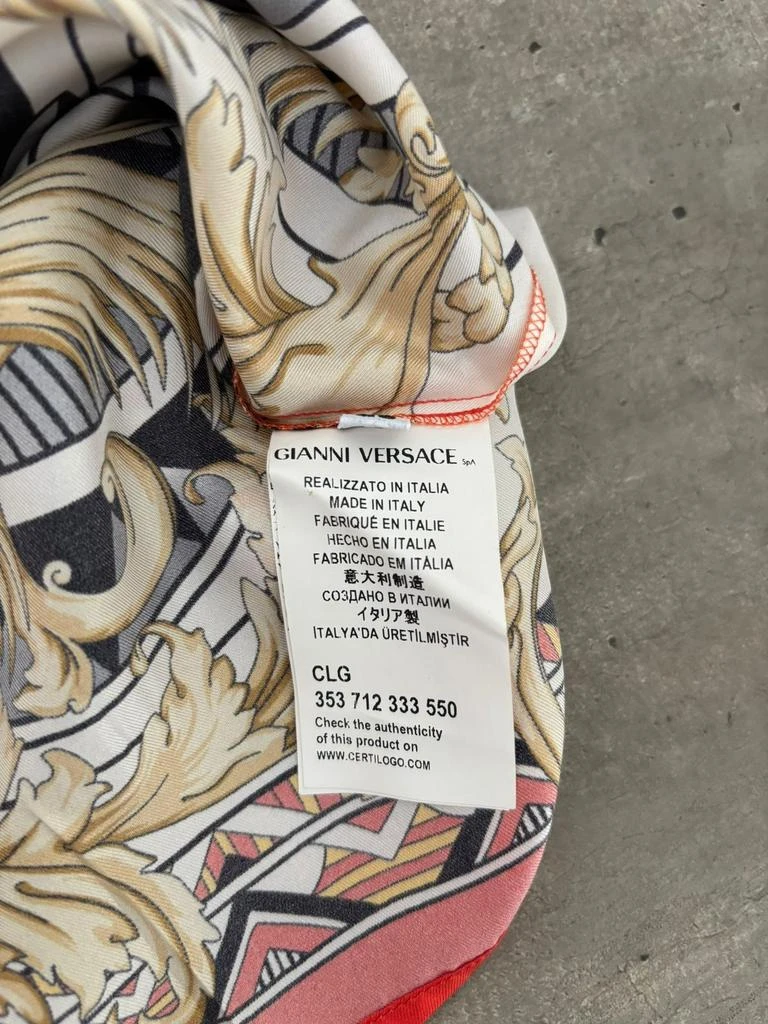 GIANNI VERSACE SpA
REALIZZATO IN ITALIA
MADE IN ITALY
FABRIQUÉ EN ITALIE
HECHO EN ITALIA
FABRICADO EM ITÁLIA
意大利制造
СОЗДАНО В ИТАЛИИ
イタリア製
İTALYA'DA ÜRETİLMİŞTİR
CLG
353 712 333 550
Check the authenticity
of this product on
WWW.CERTILOGO.COM